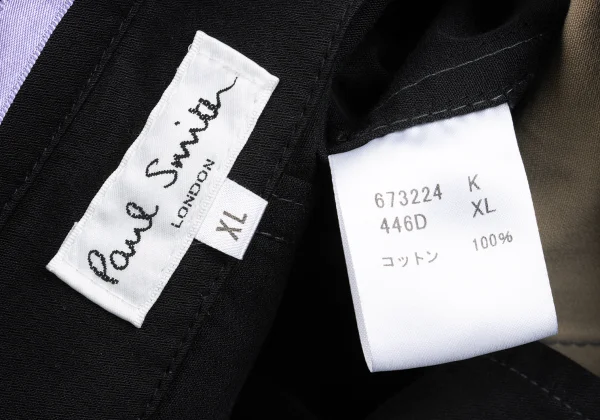 Paul Smith
LONDON
XL
673224 K
446D XL
コットン 100%